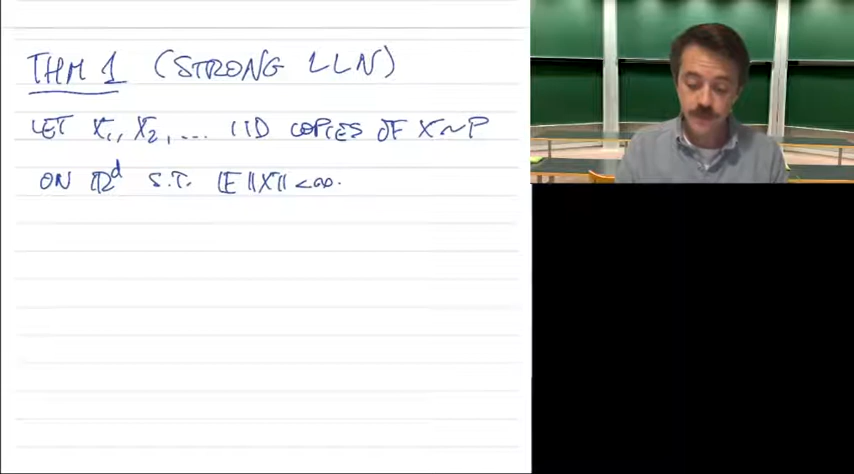 THM 1 (STRONG LLN)
LET X₁, X₂, ... IID COPIES OF X~P
ON ℝᵈ S.T. 𝔼‖X‖<∞.